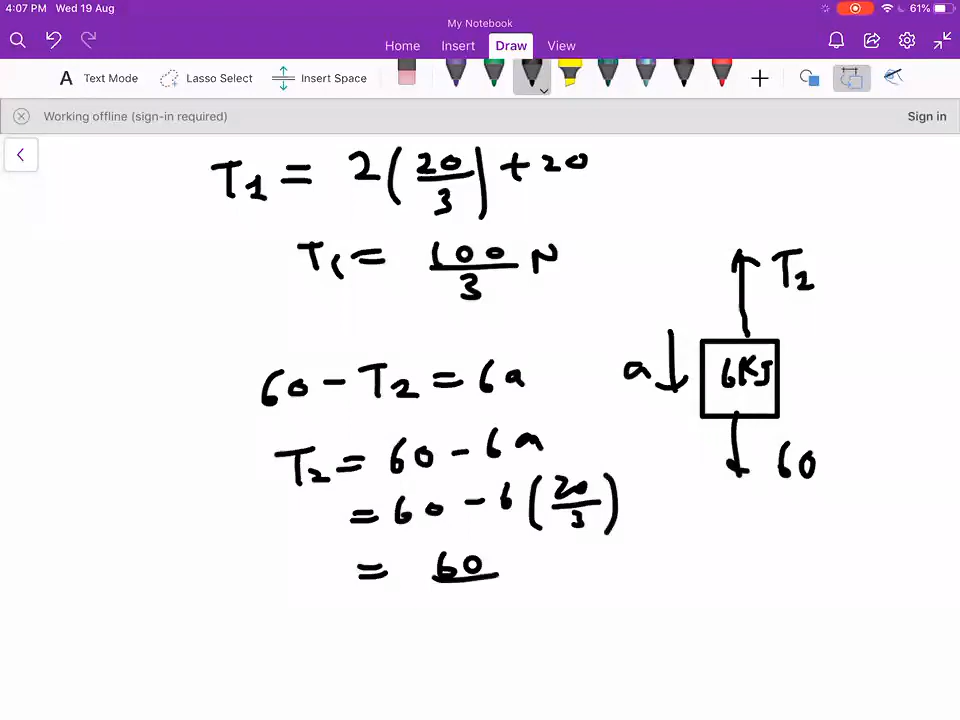 4:07 PM Wed 19 Aug
61%
My Notebook
Home Insert Draw View
Text Mode Lasso Select Insert Space
Working offline (sign-in required) Sign in
T1 = 2(20/3) + 20
T1 = 100/3 N
T2
60 - T2 = 6a
a
6Kg
T2 = 60 - 6a
60
= 60 - 6(20/3)
= 60